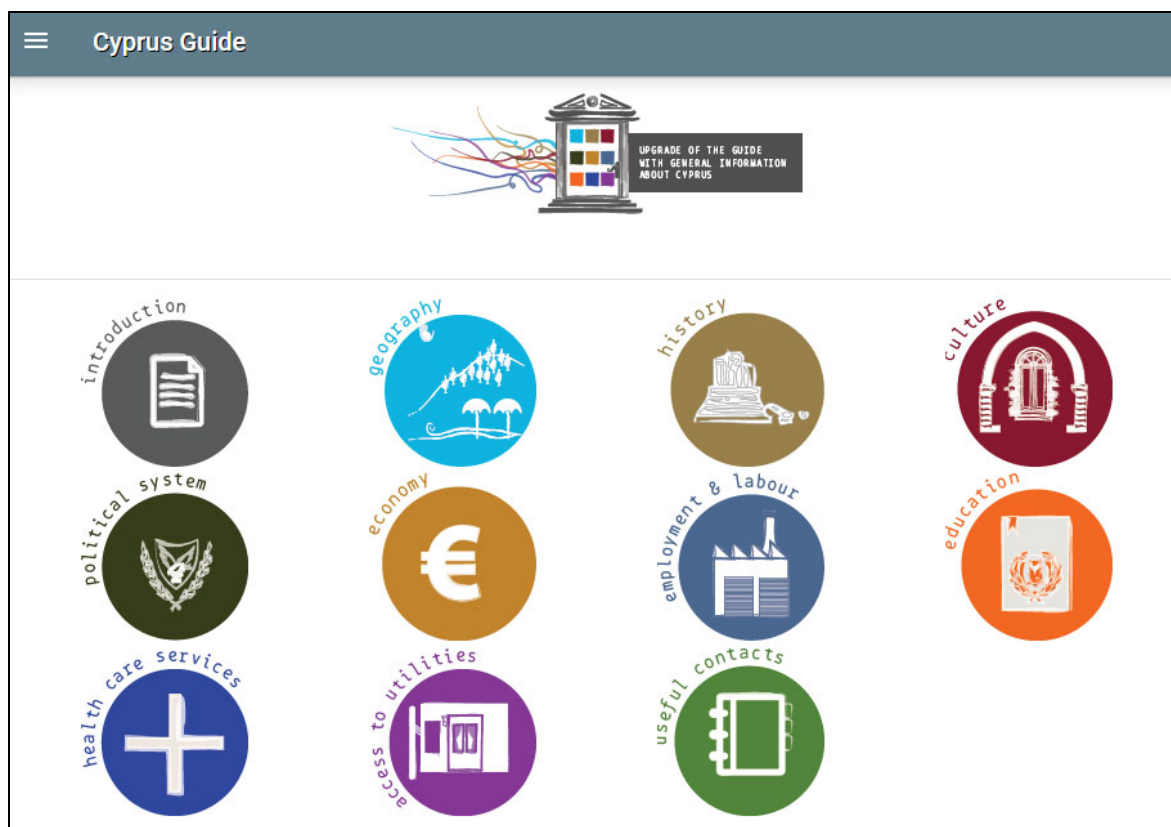 Cyprus Guide
UPGRADE OF THE GUIDE
WITH GENERAL INFORMATION
ABOUT CYPRUS
introduction
geography
history
culture
political system
economy
employment & labour
education
health care services
access to utilities
useful contacts